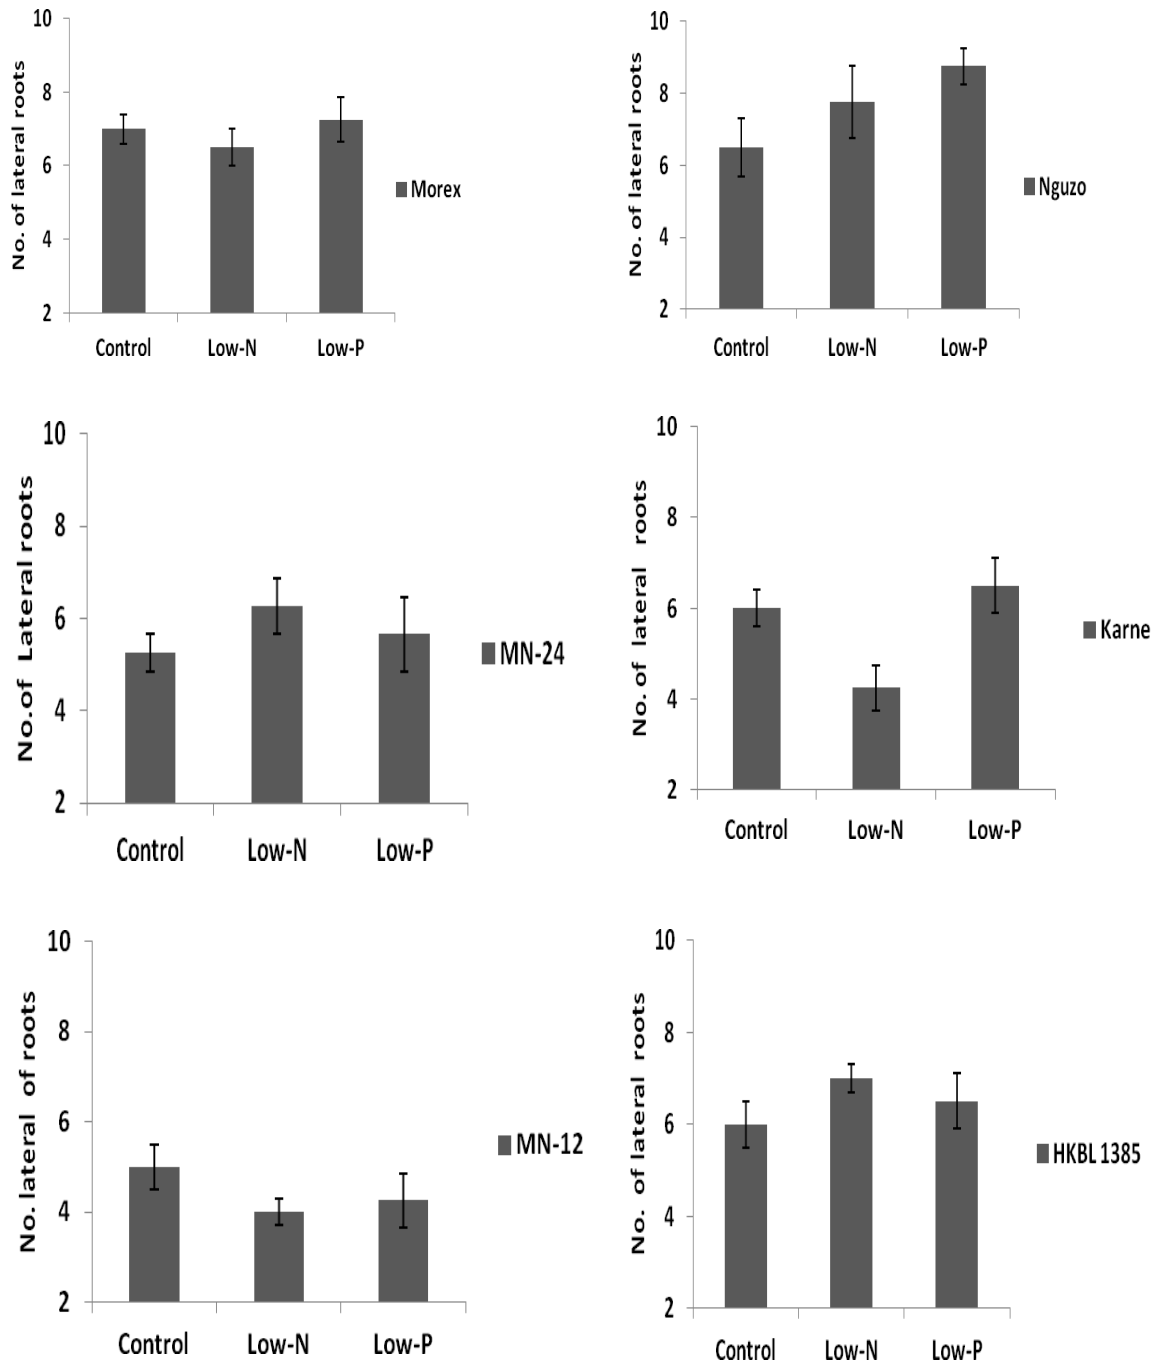 10
8
6
4
2
No. of lateral roots
Control
Low-N
Low-P
Morex
10
8
6
4
2
No. of lateral roots
Control
Low-N
Low-P
Nguzo
10
8
6
4
2
No.of Lateral roots
Control
Low-N
Low-P
MN-24
10
8
6
4
2
No. of lateral roots
Control
Low-N
Low-P
Karne
10
8
6
4
2
No. lateral of roots
Control
Low-N
Low-P
MN-12
10
8
6
4
2
No. of lateral roots
Control
Low-N
Low-P
HKBL 1385